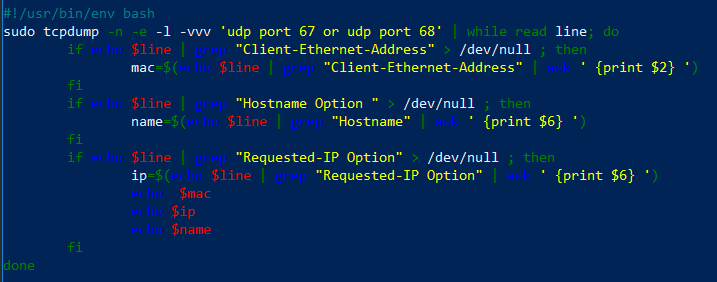 #!/usr/bin/env bash
sudo tcpdump -n -e -l -vvv 'udp port 67 or udp port 68' | while read line; do
        if echo $line | grep "Client-Ethernet-Address" > /dev/null ; then
                mac=$(echo $line | grep "Client-Ethernet-Address" | awk ' {print $2} ')
        fi
        if echo $line | grep "Hostname Option " > /dev/null ; then
                name=$(echo $line | grep "Hostname" | awk ' {print $6} ')
        fi
        if echo $line | grep "Requested-IP Option" > /dev/null ; then
                ip=$(echo $line | grep "Requested-IP Option" | awk ' {print $6} ')
                echo  $mac
                echo $ip
                echo $name
        fi
done